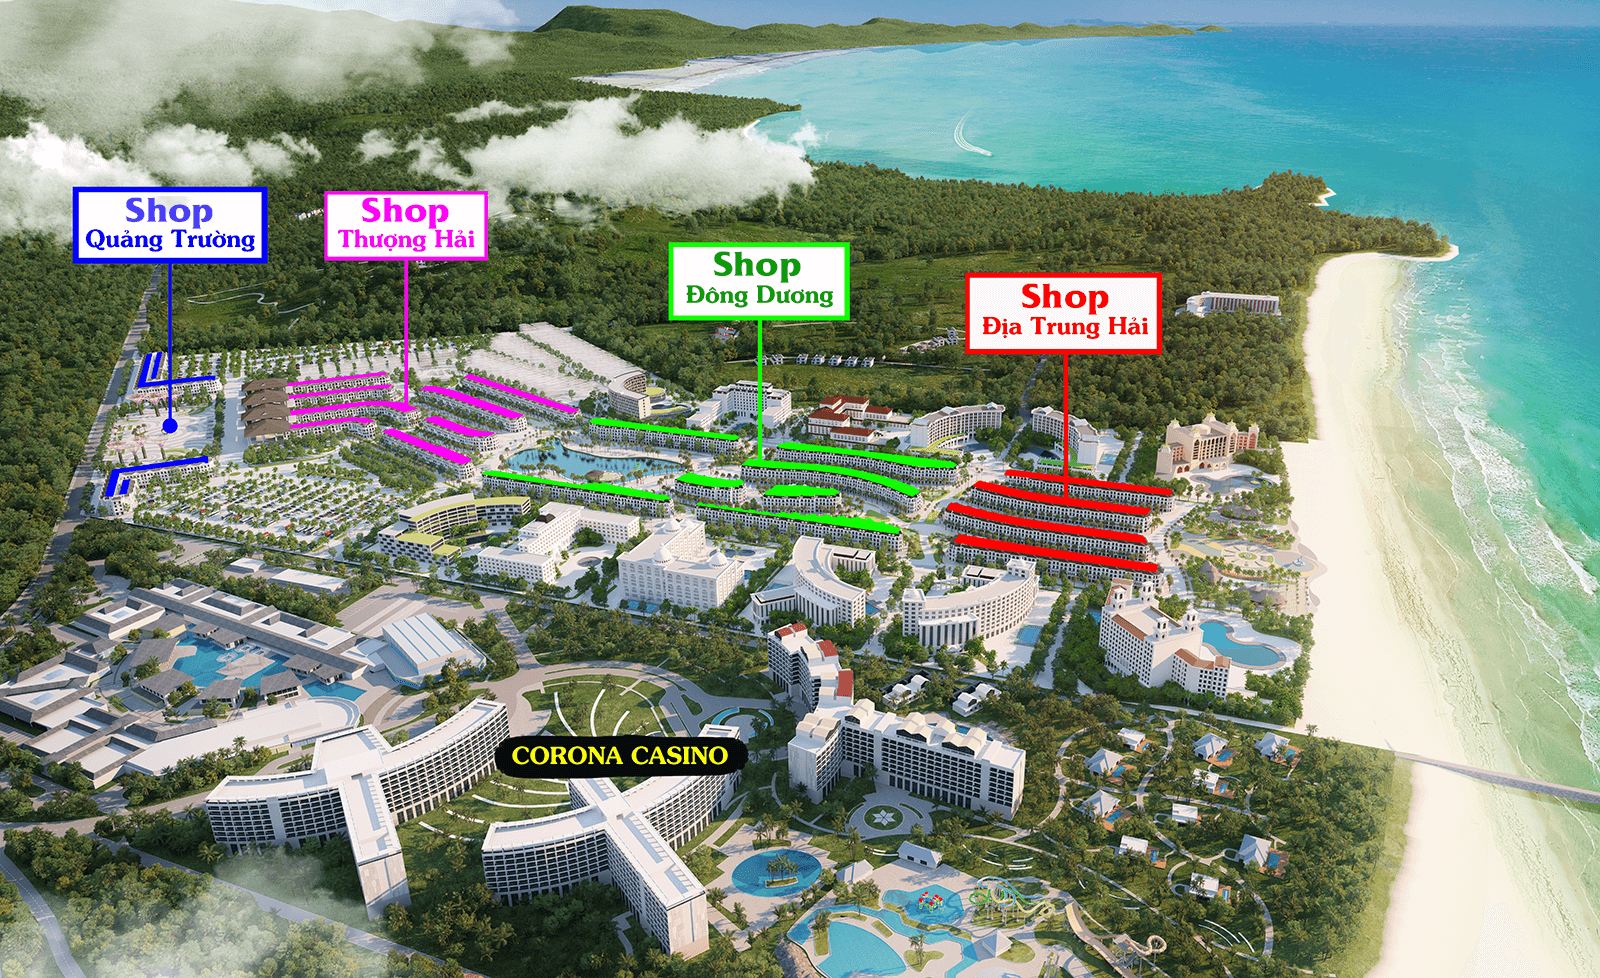 Shop
Quảng Trường
Shop
Thượng Hải
Shop
Đông Dương
Shop
Địa Trung Hải
CORONA CASINO